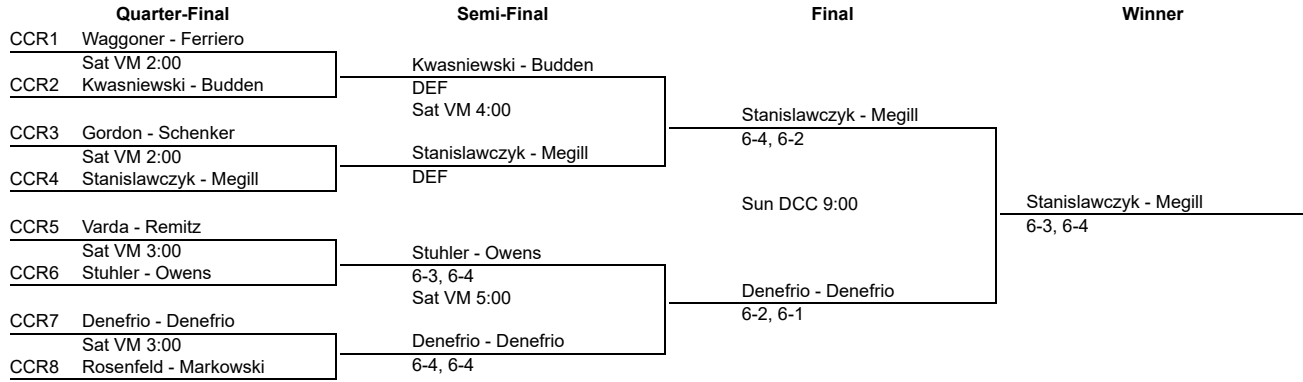 Quarter-Final Semi-Final Final Winner
CCR1 Waggoner - Ferriero
Sat VM 2:00
CCR2 Kwasniewski - Budden
Kwasniewski - Budden
DEF
Sat VM 4:00
CCR3 Gordon - Schenker
Sat VM 2:00
CCR4 Stanislawczyk - Megill
Stanislawczyk - Megill
DEF
Stanislawczyk - Megill
6-4, 6-2
Sun DCC 9:00
Stanislawczyk - Megill
6-3, 6-4
CCR5 Varda - Remitz
Sat VM 3:00
CCR6 Stuhler - Owens
Stuhler - Owens
6-3, 6-4
Sat VM 5:00
CCR7 Denefrio - Denefrio
Sat VM 3:00
CCR8 Rosenfeld - Markowski
Denefrio - Denefrio
6-4, 6-4
Denefrio - Denefrio
6-2, 6-1